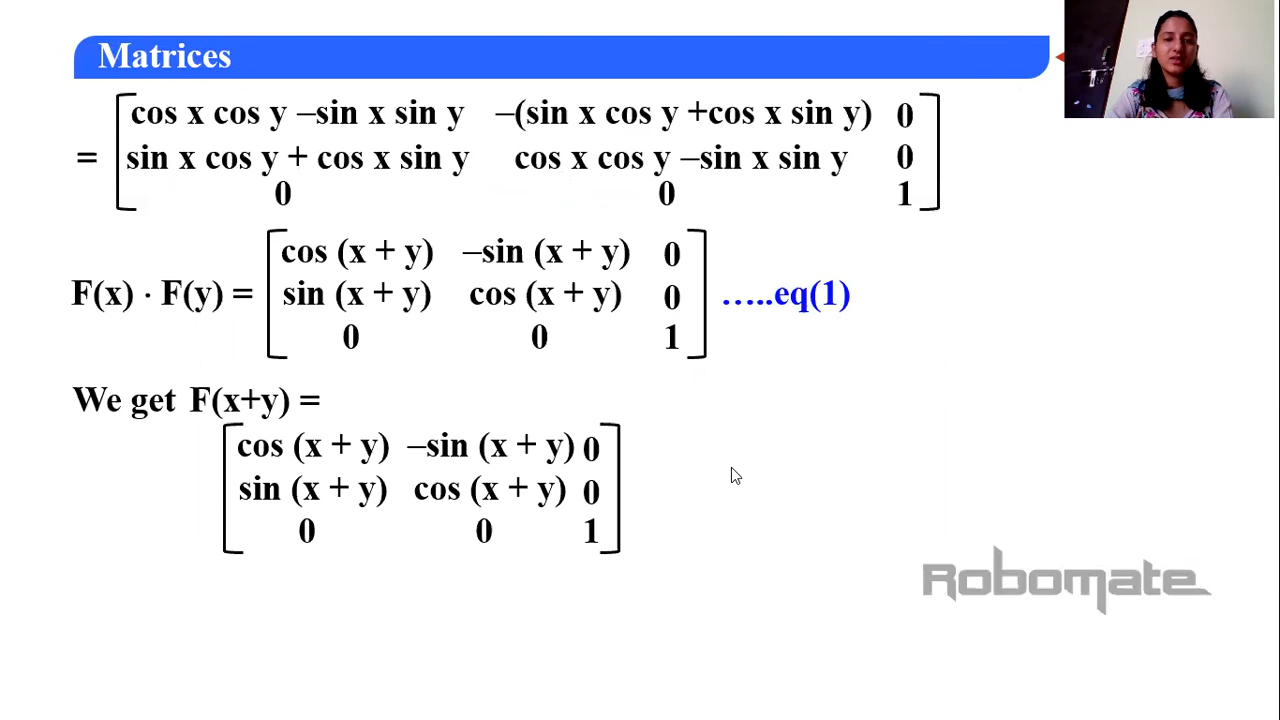 Matrices
= [ cos x cos y –sin x sin y –(sin x cos y +cos x sin y) 0
sin x cos y + cos x sin y cos x cos y –sin x sin y 0
0 0 1 ]
F(x) · F(y) = [ cos (x + y) –sin (x + y) 0
sin (x + y) cos (x + y) 0
0 0 1 ] …..eq(1)
We get F(x+y) =
[ cos (x + y) –sin (x + y) 0
sin (x + y) cos (x + y) 0
0 0 1 ]
Robomate